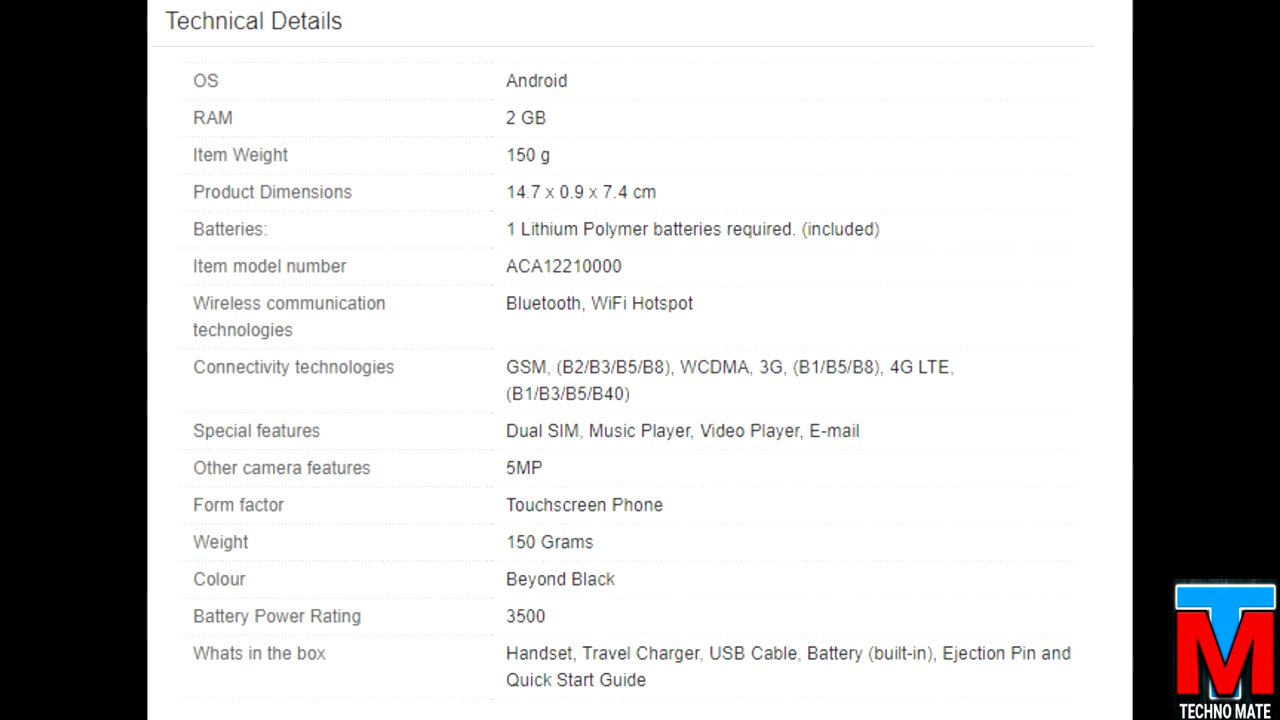 Technical Details
OS Android
RAM 2 GB
Item Weight 150 g
Product Dimensions 14.7 x 0.9 x 7.4 cm
Batteries: 1 Lithium Polymer batteries required. (included)
Item model number ACA12210000
Wireless communication Bluetooth, WiFi Hotspot
technologies
Connectivity technologies GSM, (B2/B3/B5/B8), WCDMA, 3G, (B1/B5/B8), 4G LTE,
(B1/B3/B5/B40)
Special features Dual SIM, Music Player, Video Player, E-mail
Other camera features 5MP
Form factor Touchscreen Phone
Weight 150 Grams
Colour Beyond Black
Battery Power Rating 3500
Whats in the box Handset, Travel Charger, USB Cable, Battery (built-in), Ejection Pin and
Quick Start Guide
TM
TECHNO MATE